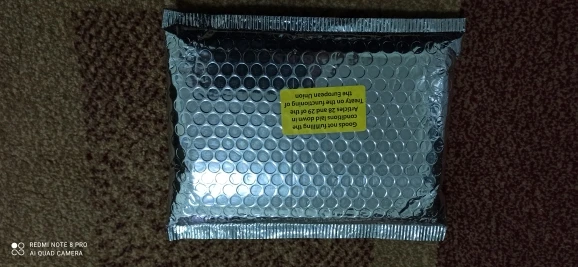 Goods not fulfilling the
conditions laid down in
Articles 28 and 29 of the
Treaty on the functioning of
the European Union
REDMI NOTE 8 PRO
AI QUAD CAMERA